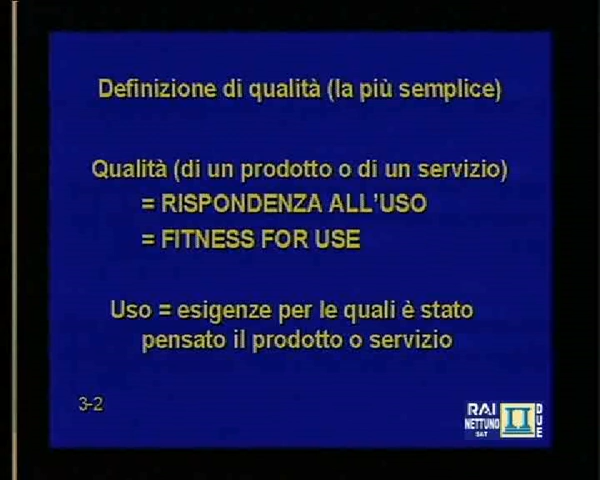 Definizione di qualità (la più semplice)
Qualità (di un prodotto o di un servizio)
= RISPONDENZA ALL'USO
= FITNESS FOR USE
Uso = esigenze per le quali è stato
pensato il prodotto o servizio
3-2
RAI
NETTUNO
SAT
DUE